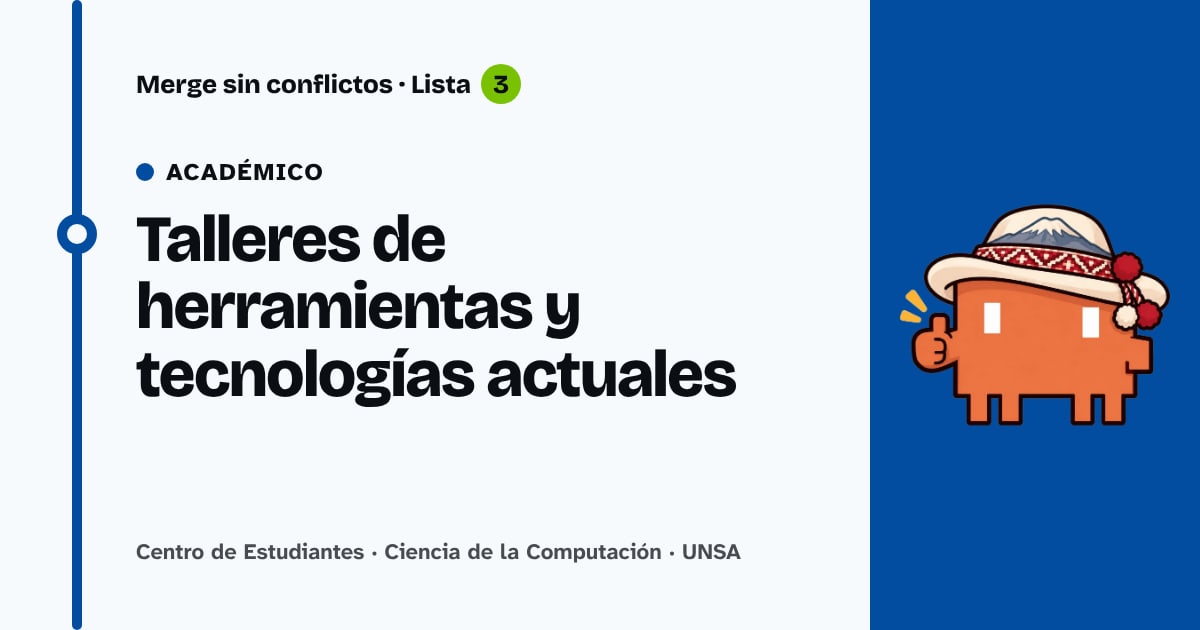 Merge sin conflictos · Lista 3
ACADÉMICO
Talleres de
herramientas y
tecnologías actuales
Centro de Estudiantes · Ciencia de la Computación · UNSA